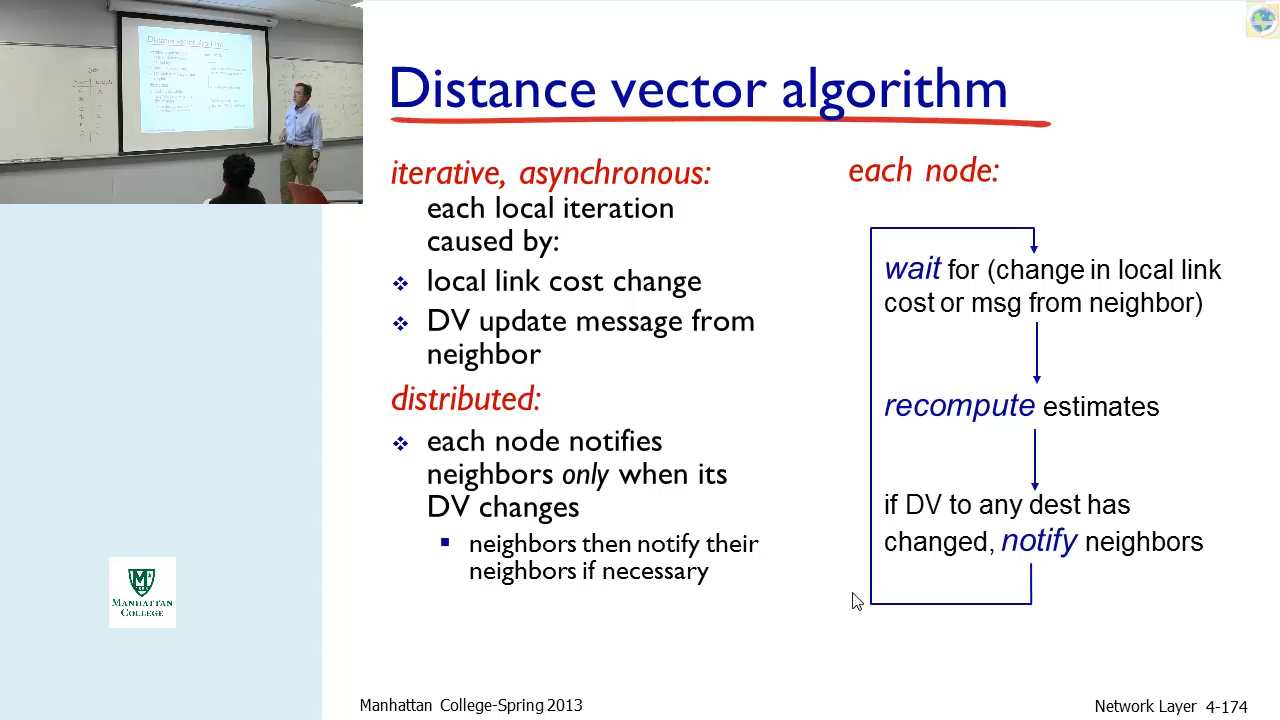 Distance vector algorithm
iterative, asynchronous:
each local iteration
caused by:
local link cost change
DV update message from
neighbor
distributed:
each node notifies
neighbors only when its
DV changes
neighbors then notify their
neighbors if necessary
each node:
wait for (change in local link
cost or msg from neighbor)
recompute estimates
if DV to any dest has
changed, notify neighbors
Distance vector algorithm
MANHATTAN
COLLEGE
Manhattan College-Spring 2013
Network Layer 4-174